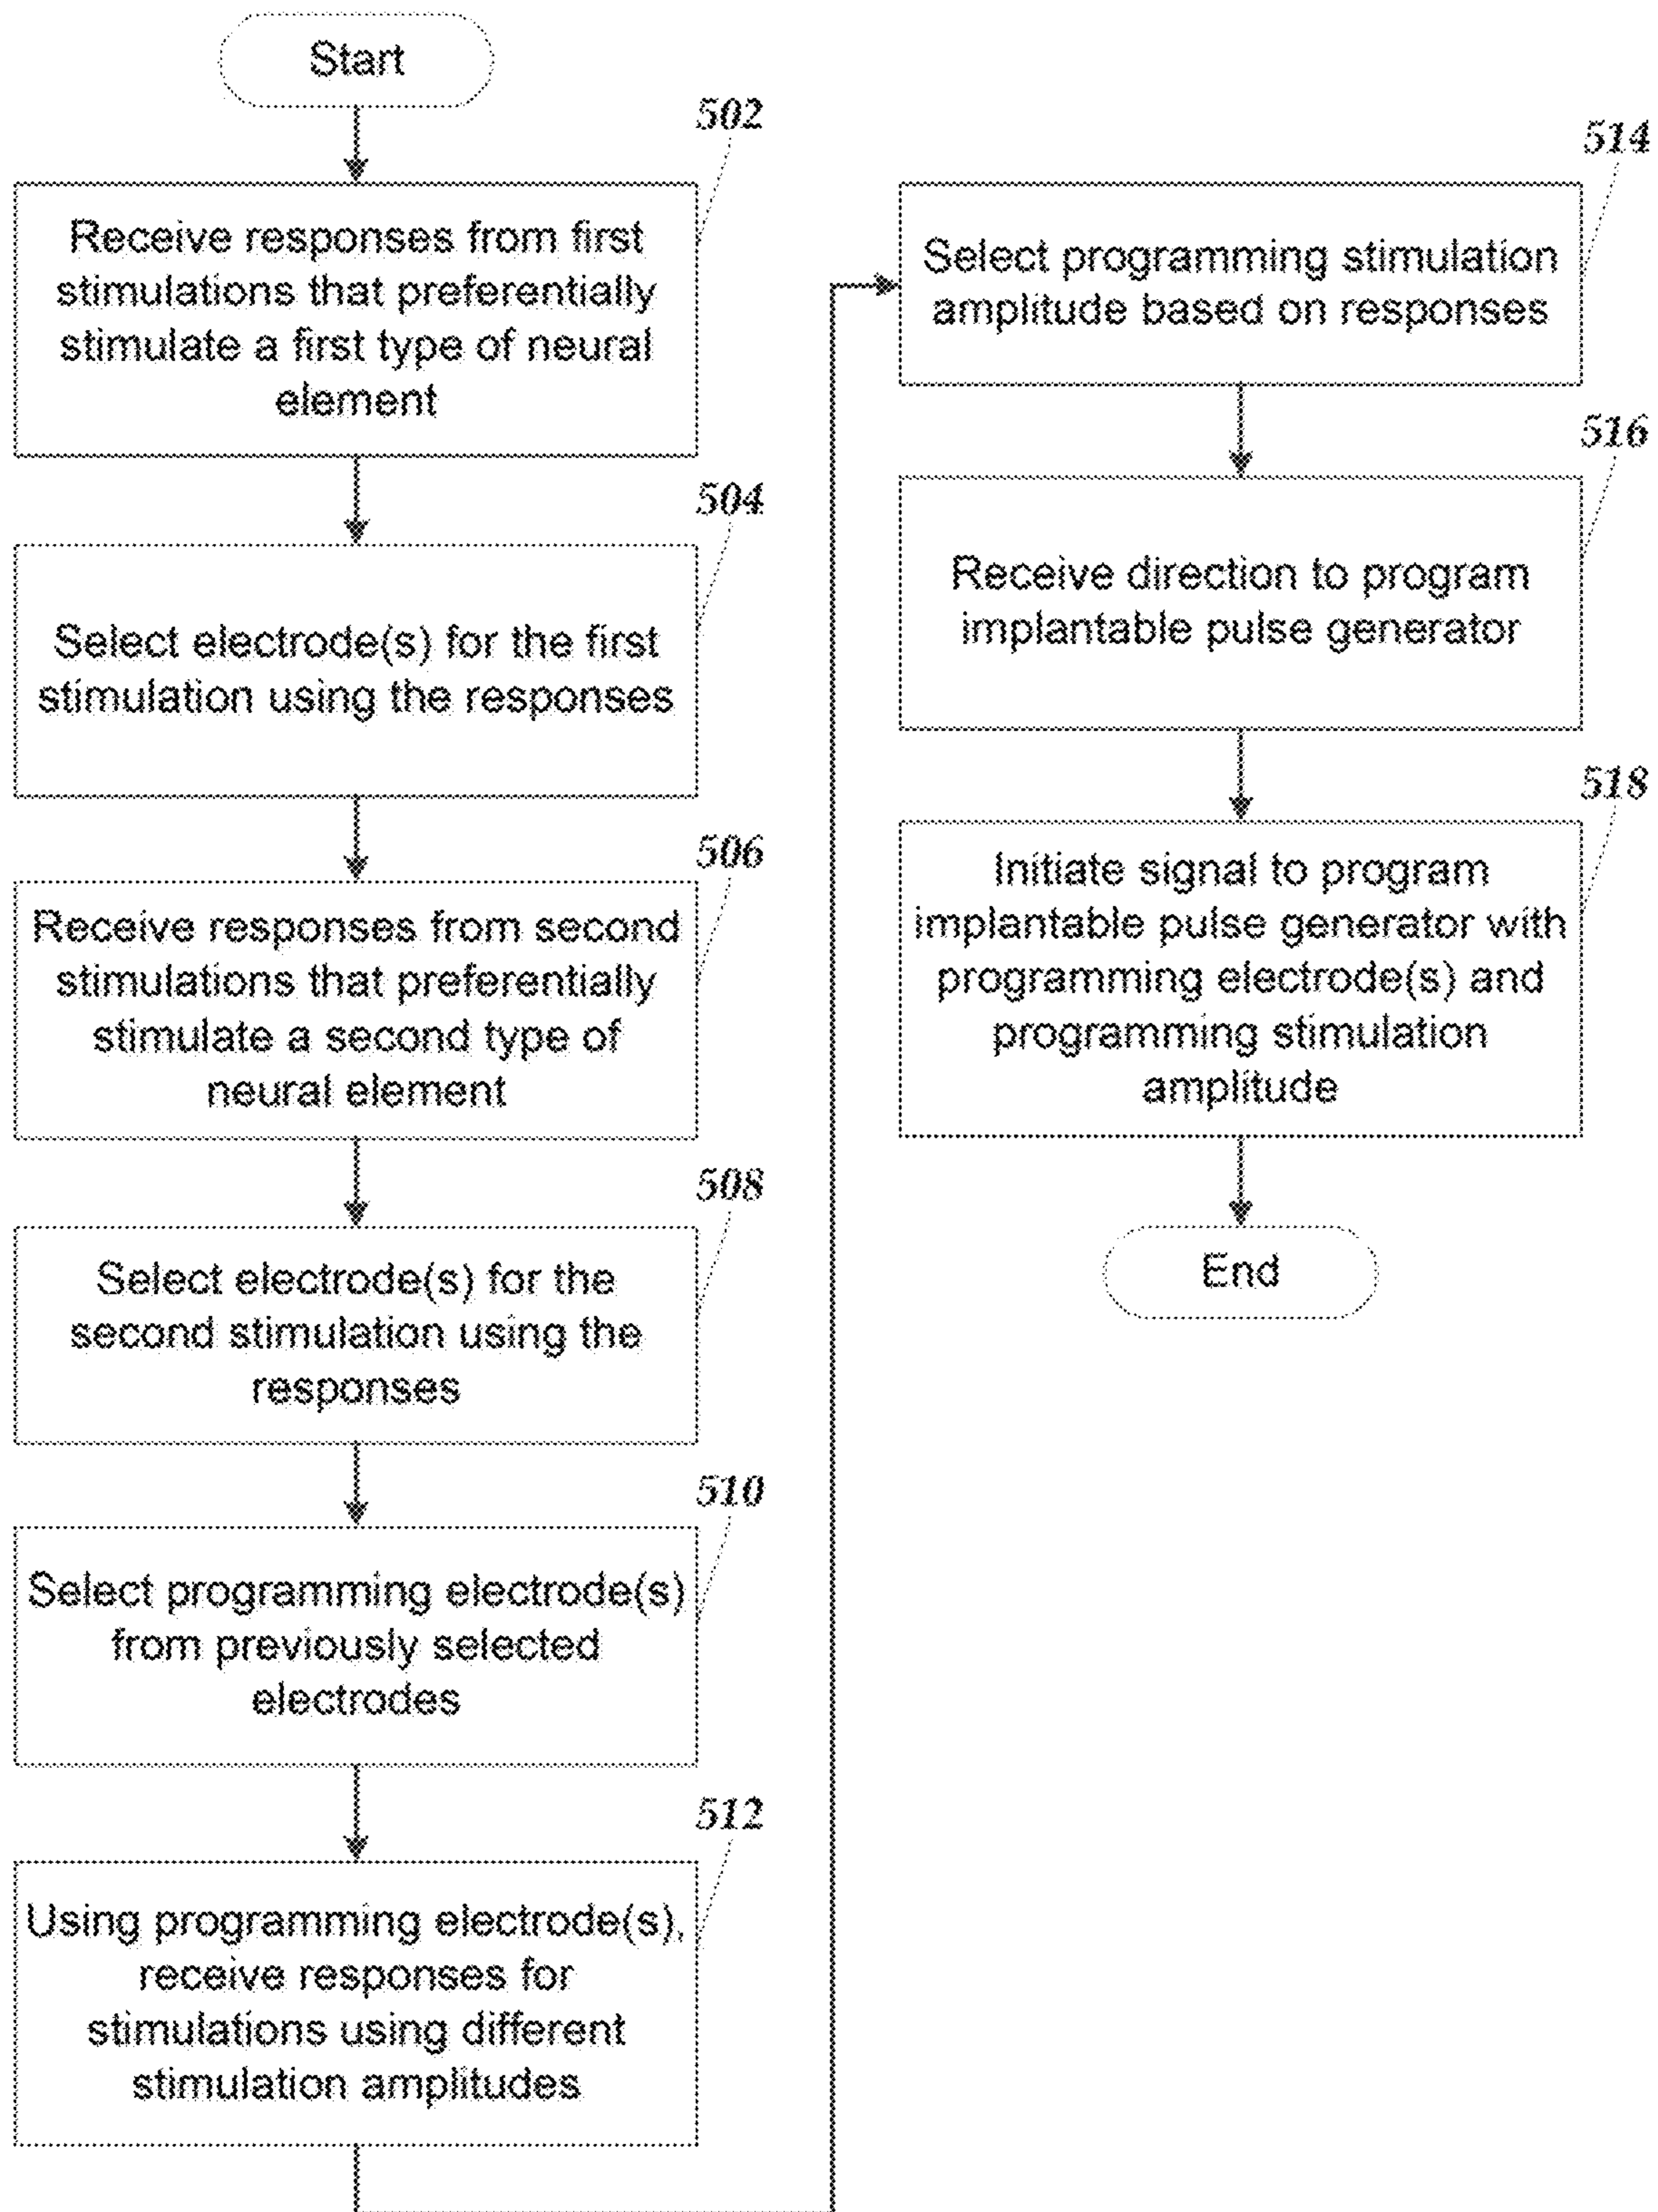 Start
502
Receive responses from first
stimulations that preferentially
stimulate a first type of neural
element
504
Select electrode(s) for the first
stimulation using the responses
506
Receive responses from second
stimulations that preferentially
stimulate a second type of
neural element
508
Select electrode(s) for the
second stimulation using the
responses
510
Select programming electrode(s)
from previously selected
electrodes
512
Using programming electrode(s),
receive responses for
stimulations using different
stimulation amplitudes
514
Select programming stimulation
amplitude based on responses
516
Receive direction to program
implantable pulse generator
518
Initiate signal to program
implantable pulse generator with
programming electrode(s) and
programming stimulation
amplitude
End